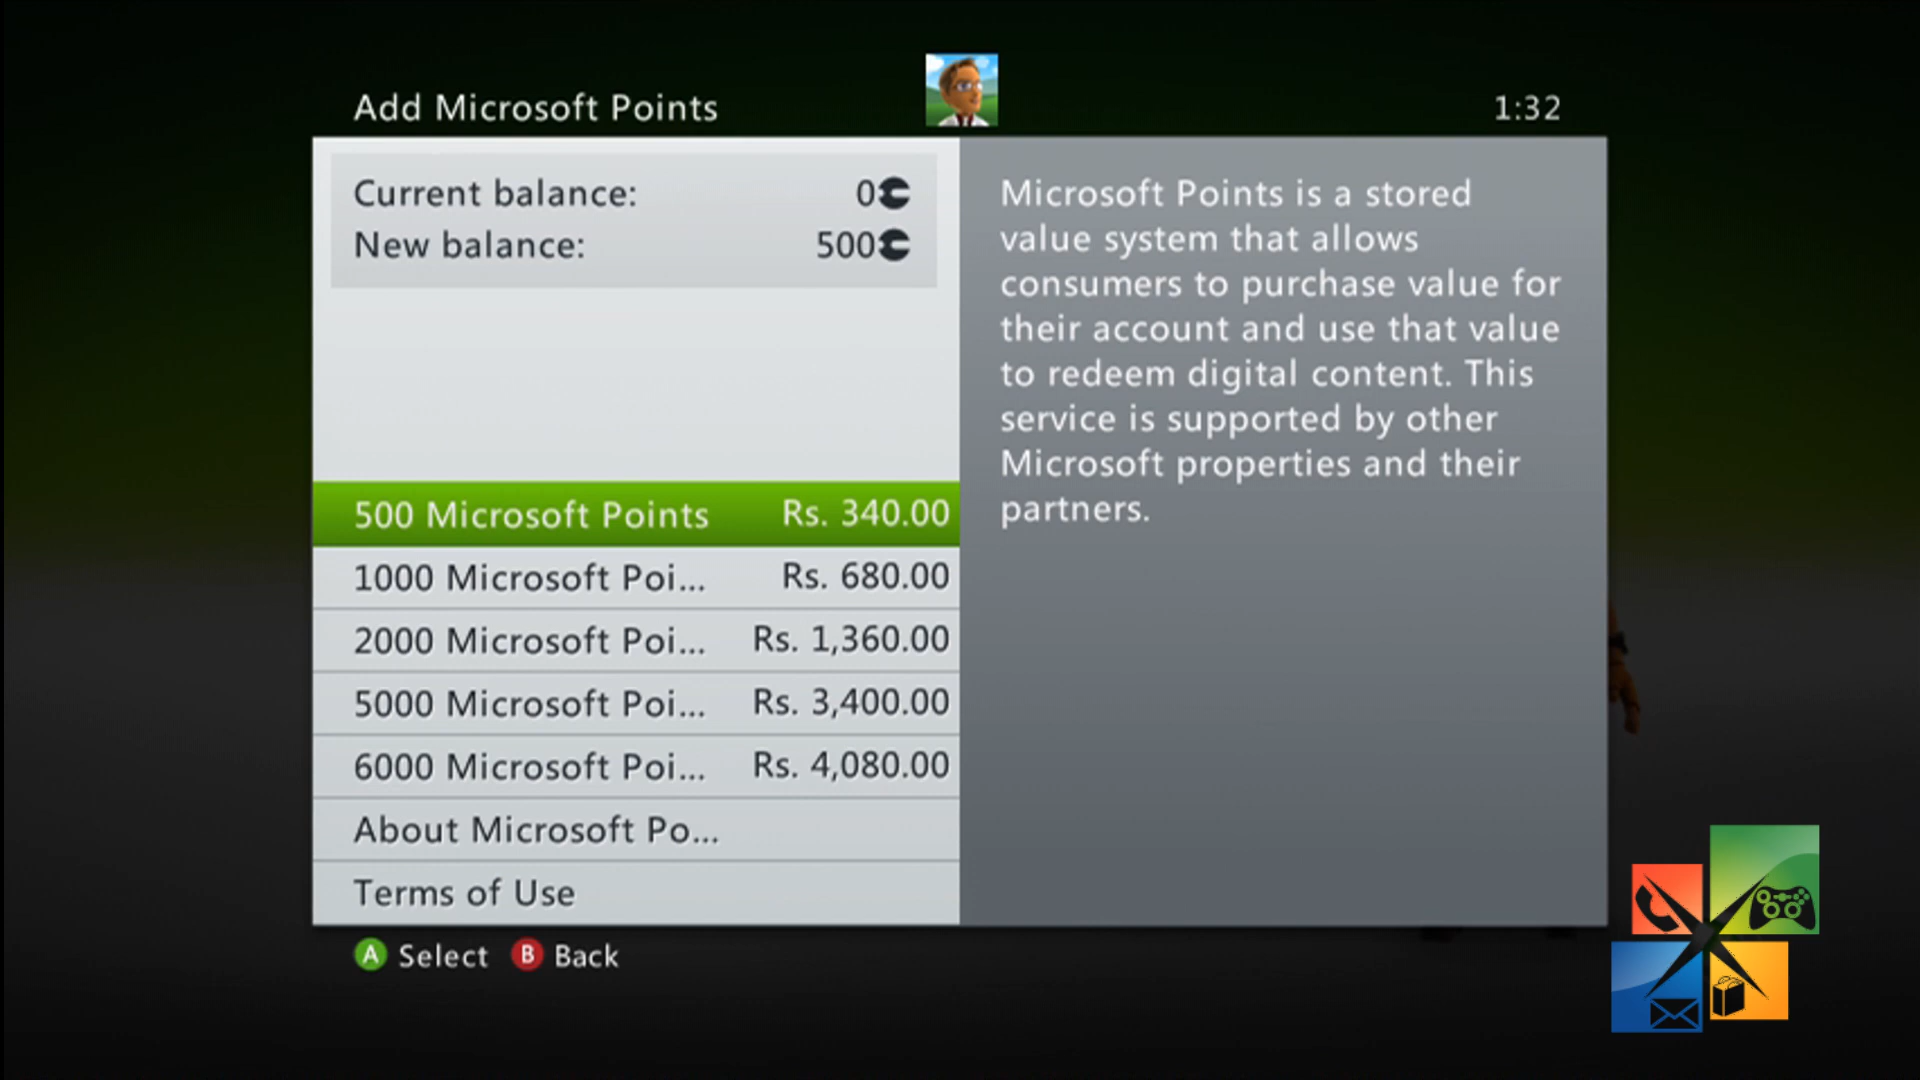 Add Microsoft Points
1:32
Current balance: 0
New balance: 500
500 Microsoft Points Rs. 340.00
1000 Microsoft Poi... Rs. 680.00
2000 Microsoft Poi... Rs. 1,360.00
5000 Microsoft Poi... Rs. 3,400.00
6000 Microsoft Poi... Rs. 4,080.00
About Microsoft Po...
Terms of Use
Microsoft Points is a stored
value system that allows
consumers to purchase value for
their account and use that value
to redeem digital content. This
service is supported by other
Microsoft properties and their
partners.
A Select B Back